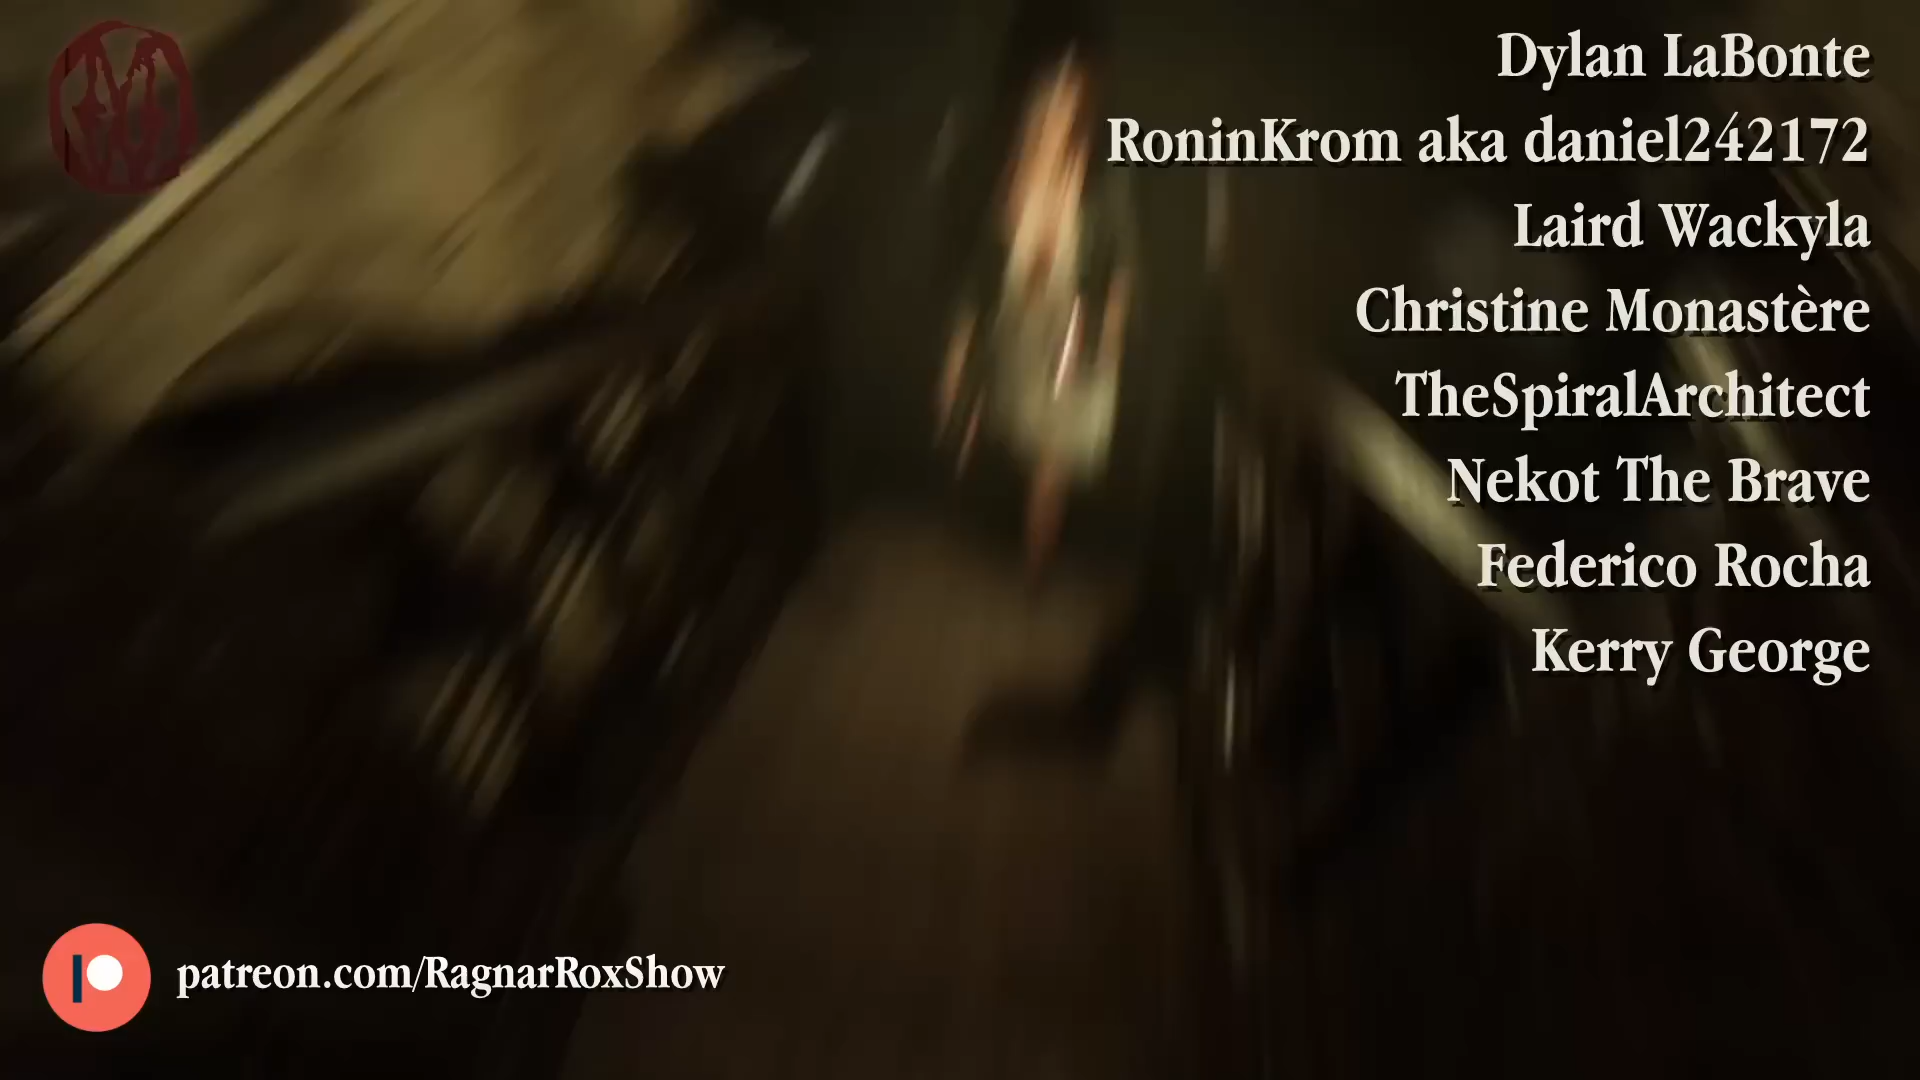 Dylan LaBonte
RoninKrom aka daniel242172
Laird Wackyla
Christine Monastère
TheSpiralArchitect
Nekot The Brave
Federico Rocha
Kerry George
patreon.com/RagnarRoxShow